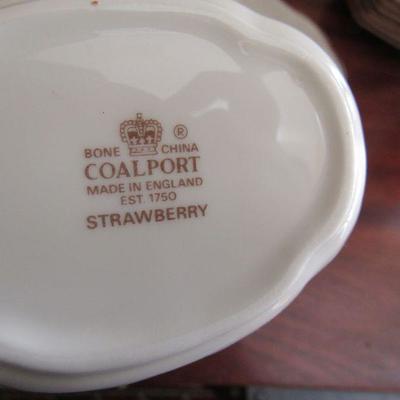 ®
BONE CHINA
COALPORT
MADE IN ENGLAND
EST. 1750
STRAWBERRY